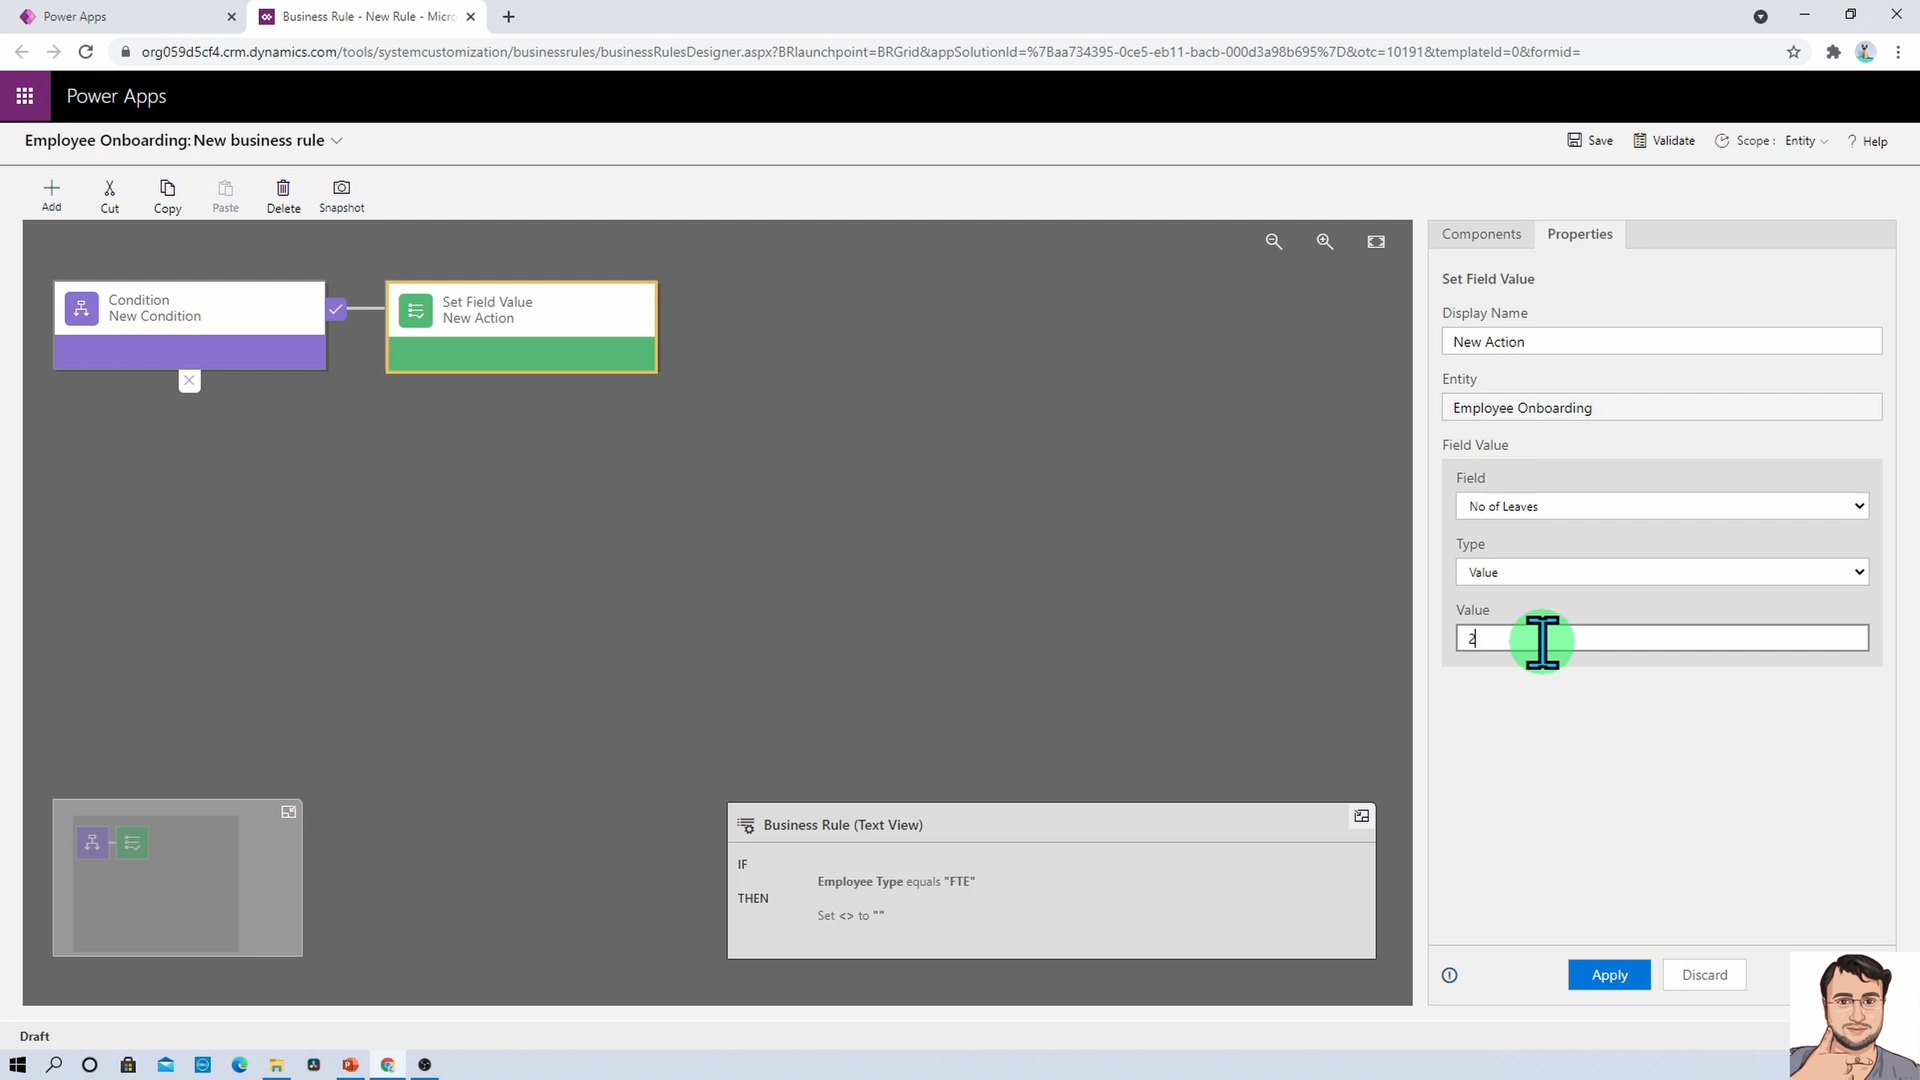 Power Apps
Business Rule - New Rule - Micro
org059d5cf4.crm.dynamics.com/tools/systemcustomization/businessrules/businessRulesDesigner.aspx?BRlaunchpoint=BRGrid&appSolutionId=%7Baa734395-0ce5-eb11-bacb-000d3a98b695%7D&otc=10191&templateId=0&formid=
Power Apps
Employee Onboarding: New business rule
Save
Validate
Scope :
Entity
? Help
Add
Cut
Copy
Paste
Delete
Snapshot
Condition
New Condition
Set Field Value
New Action
Components
Properties
Set Field Value
Display Name
New Action
Entity
Employee Onboarding
Field Value
Field
No of Leaves
Type
Value
Value
2
Business Rule (Text View)
IF
Employee Type equals "FTE"
THEN
Set <> to ""
Apply
Discard
Draft